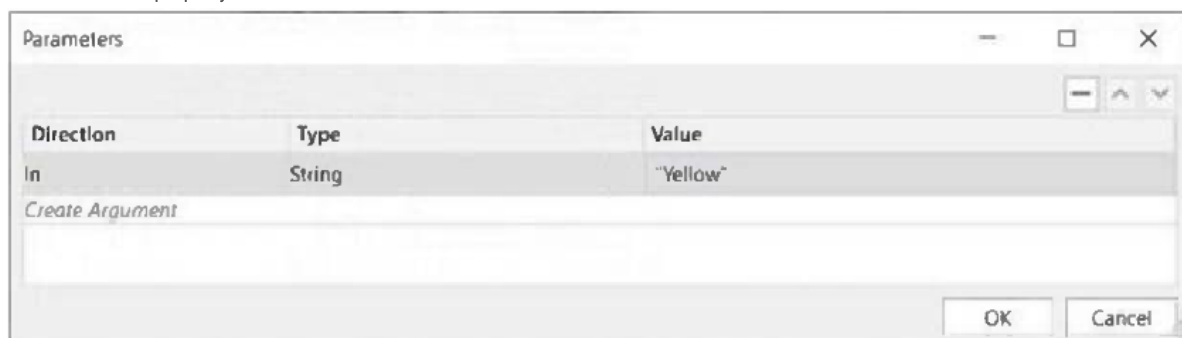 Parameters
Direction Type Value
In String "Yellow"
Create Argument
OK Cancel